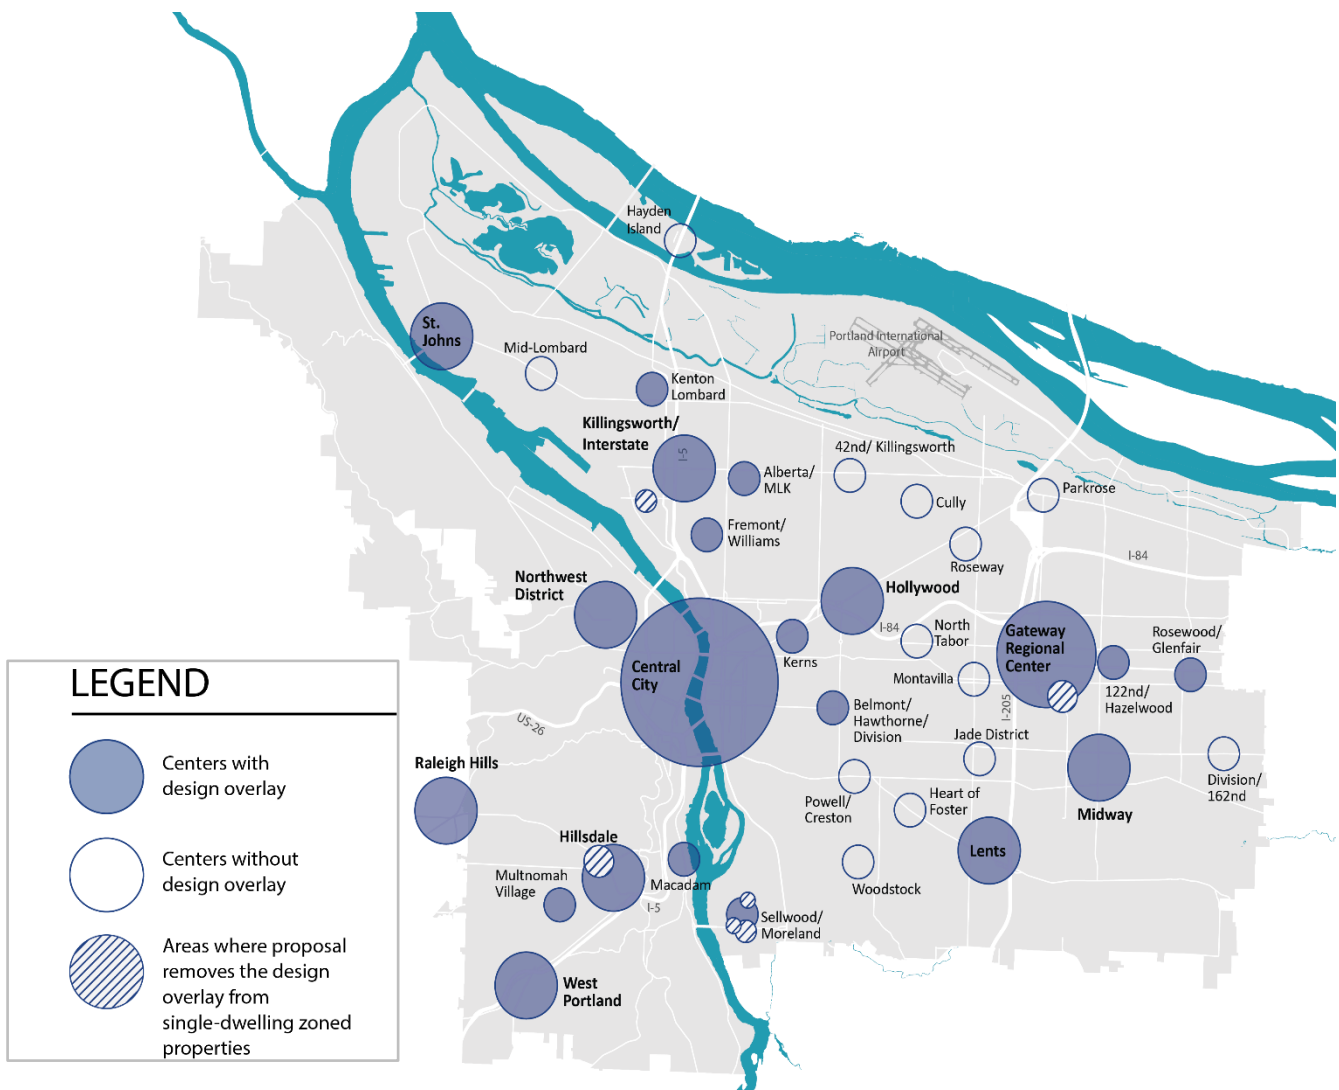 Hayden
Island
St.
Johns
Mid-Lombard
Portland International
Airport
Kenton
Lombard
Killingsworth/
Interstate
I-5
Alberta/
MLK
42nd/ Killingsworth
Cully
Parkrose
Fremont/
Williams
Roseway
I-84
Northwest
District
Hollywood
I-84
North
Tabor
Gateway
Regional
Center
Rosewood/
Glenfair
Central
City
Kerns
Montavilla
122nd/
Hazelwood
I-205
US-26
Belmont/
Hawthorne/
Division
Jade District
Raleigh Hills
Division/
162nd
Powell/
Creston
Heart of
Foster
Midway
Hillsdale
Lents
Multnomah
Village
Macadam
Woodstock
I-5
Sellwood/
Moreland
West
Portland
LEGEND
Centers with
design overlay
Centers without
design overlay
Areas where proposal
removes the design
overlay from
single-dwelling zoned
properties